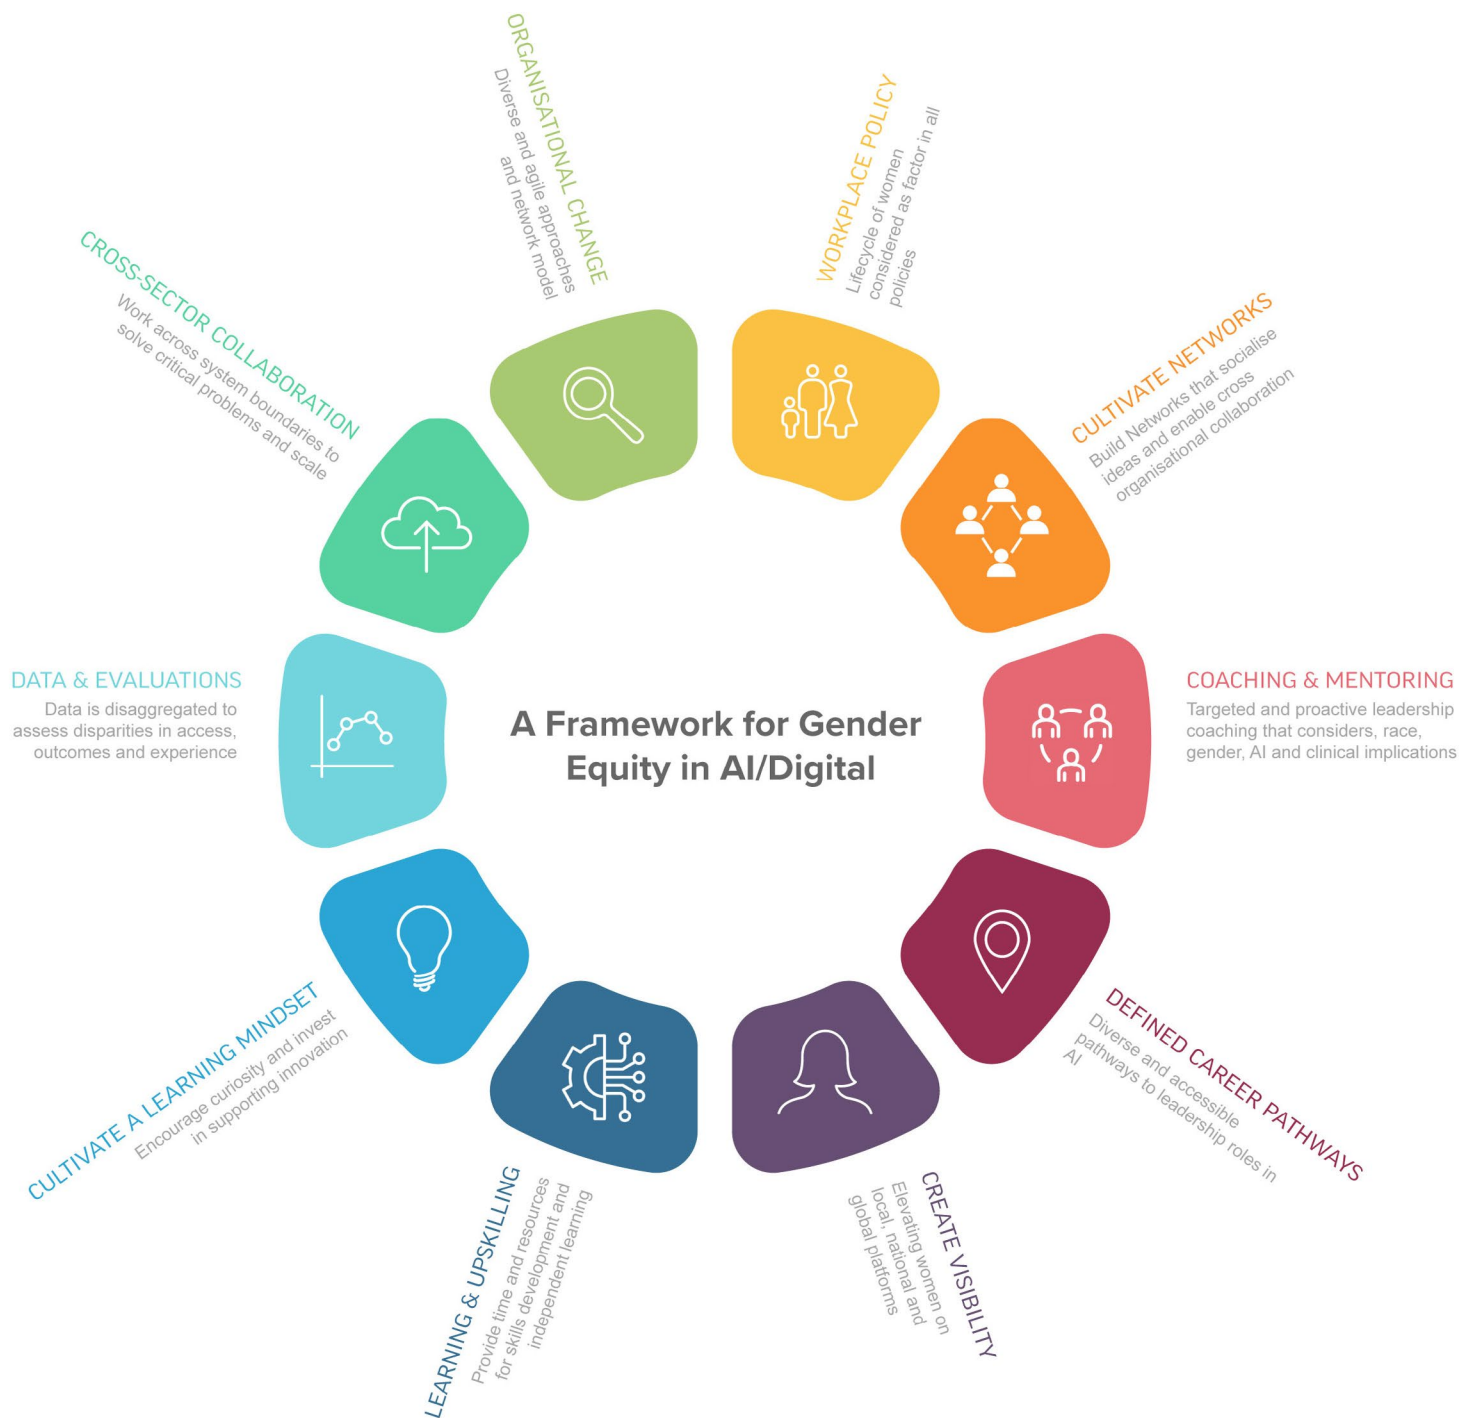 A Framework for Gender
Equity in AI/Digital
WORKPLACE POLICY
Lifecycle of women
considered as factor in all
policies
CULTIVATE NETWORKS
Build Networks that socialise
ideas and enable cross
organisational collaboration
COACHING & MENTORING
Targeted and proactive leadership
coaching that considers, race,
gender, AI and clinical implications
DEFINED CAREER PATHWAYS
Diverse and accessible
pathways to leadership roles in
AI
CREATE VISIBILITY
Elevating women on
local, national and
global platforms
LEARNING & UPSKILLING
Provide time and resources
for skills development and
independent learning
CULTIVATE A LEARNING MINDSET
Encourage curiosity and invest
in supporting innovation
DATA & EVALUATIONS
Data is disaggregated to
assess disparities in access,
outcomes and experience
CROSS-SECTOR COLLABORATION
Work across system boundaries to
solve critical problems and scale
ORGANISATIONAL CHANGE
Diverse and agile approaches
and network model